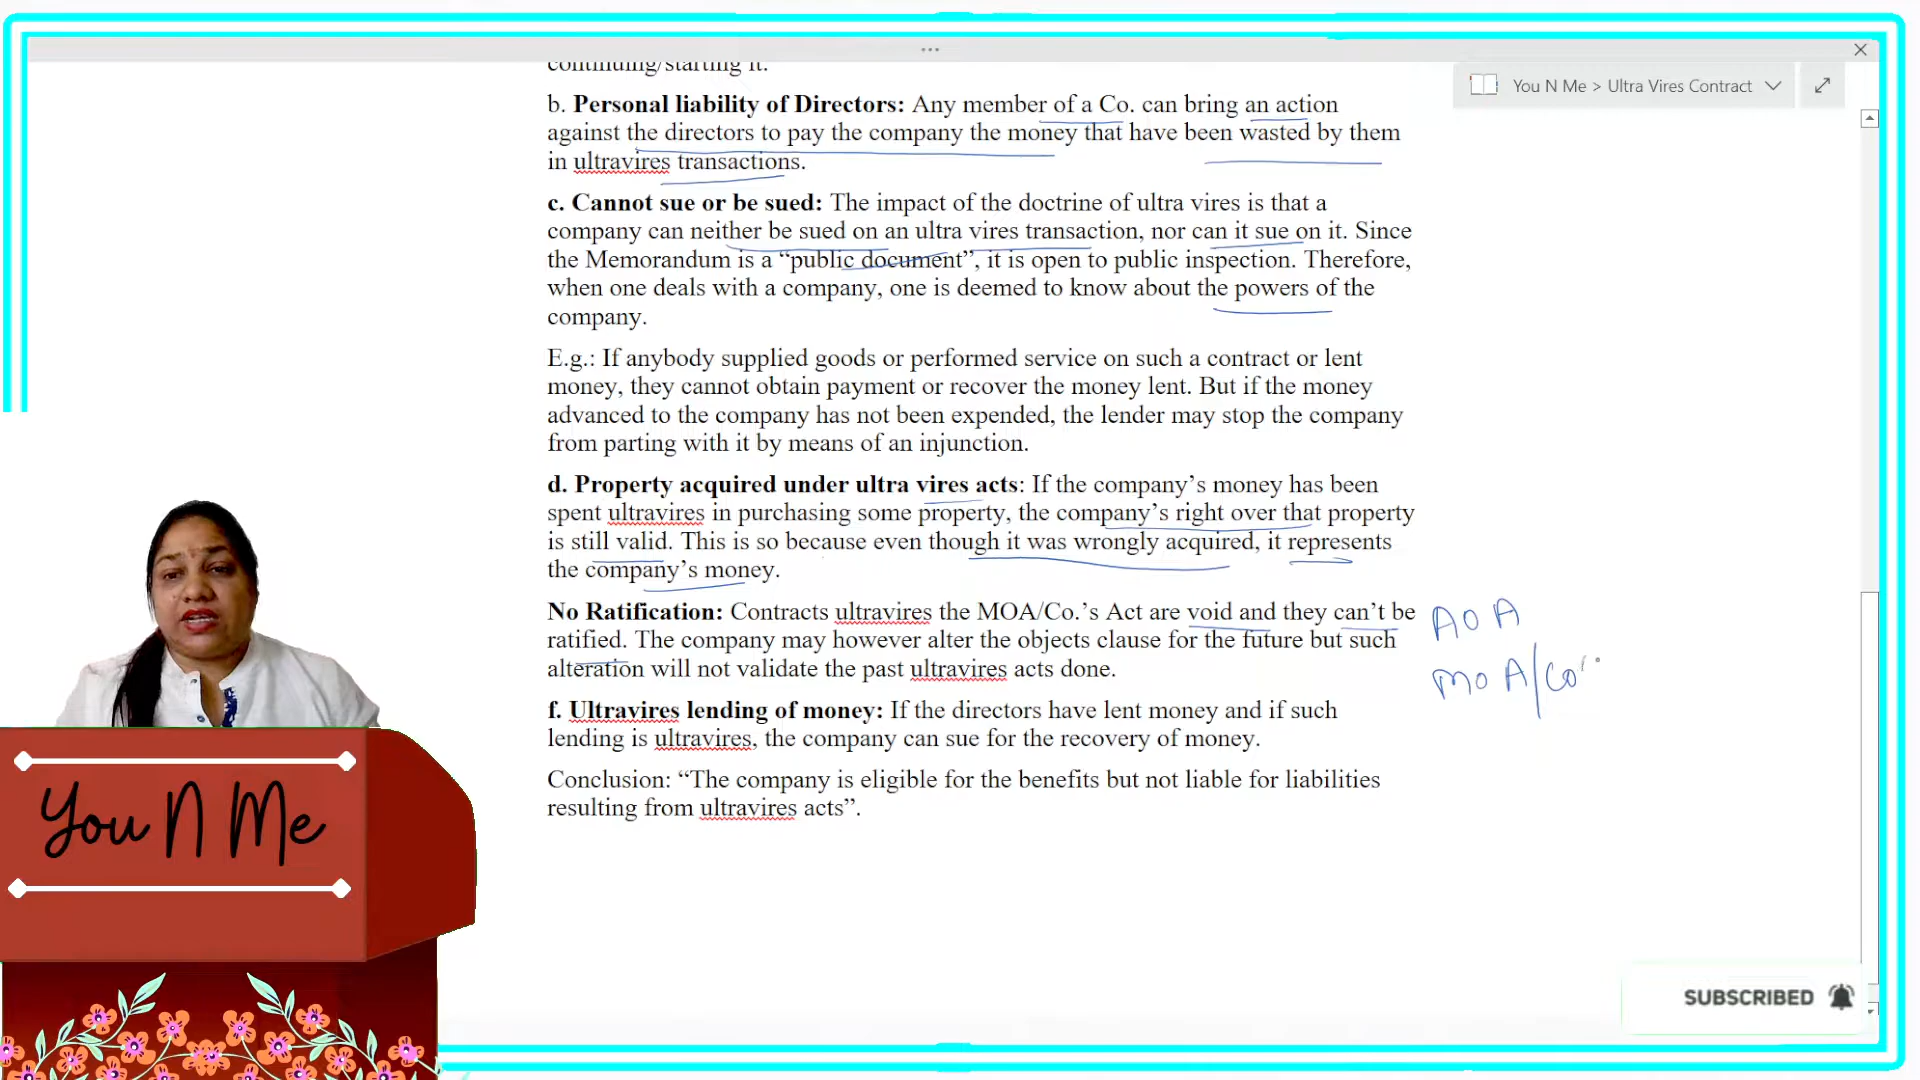 ...
continuing/starting it.
You N Me > Ultra Vires Contract
b. Personal liability of Directors: Any member of a Co. can bring an action
against the directors to pay the company the money that have been wasted by them
in ultravires transactions.
c. Cannot sue or be sued: The impact of the doctrine of ultra vires is that a
company can neither be sued on an ultra vires transaction, nor can it sue on it. Since
the Memorandum is a “public document”, it is open to public inspection. Therefore,
when one deals with a company, one is deemed to know about the powers of the
company.
E.g.: If anybody supplied goods or performed service on such a contract or lent
money, they cannot obtain payment or recover the money lent. But if the money
advanced to the company has not been expended, the lender may stop the company
from parting with it by means of an injunction.
d. Property acquired under ultra vires acts: If the company’s money has been
spent ultravires in purchasing some property, the company’s right over that property
is still valid. This is so because even though it was wrongly acquired, it represents
the company’s money.
No Ratification: Contracts ultravires the MOA/Co.’s Act are void and they can’t be
ratified. The company may however alter the objects clause for the future but such
alteration will not validate the past ultravires acts done.
AOA
MOA/Co'
f. Ultravires lending of money: If the directors have lent money and if such
lending is ultravires, the company can sue for the recovery of money.
Conclusion: “The company is eligible for the benefits but not liable for liabilities
resulting from ultravires acts”.
You N Me
SUBSCRIBED